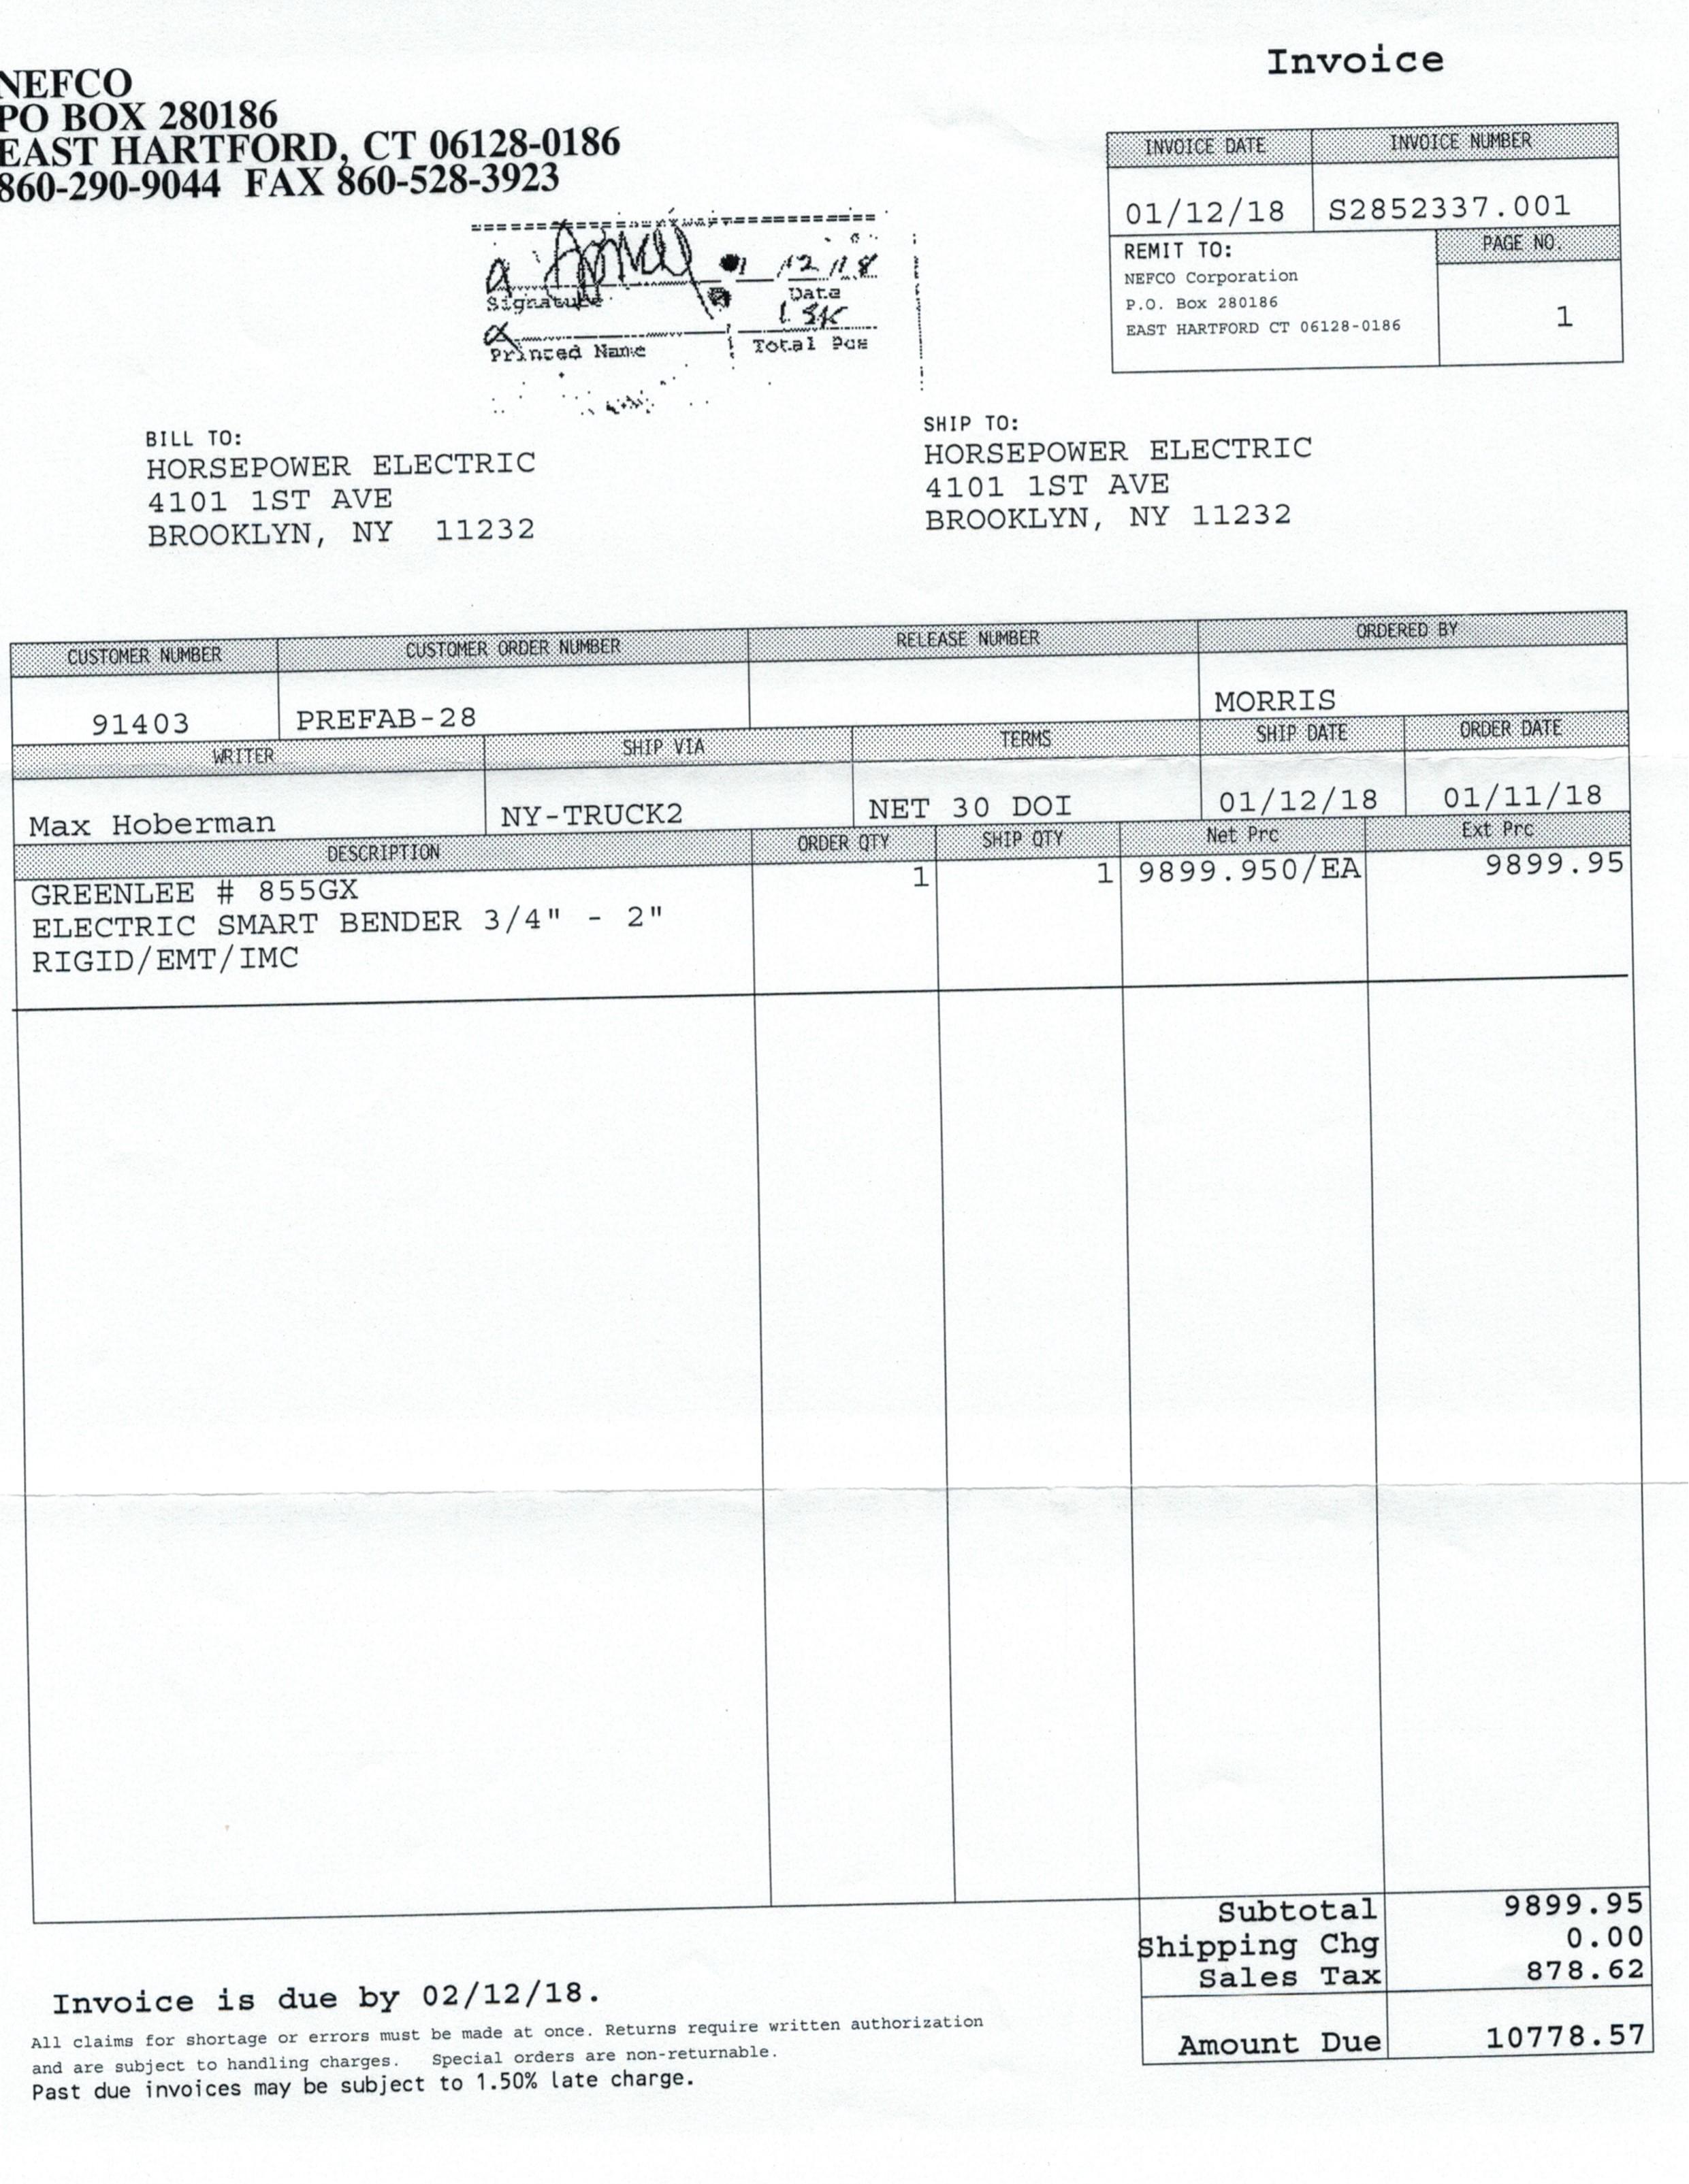 Invoice
NEFCO
PO BOX 280186
EAST HARTFORD, CT 06128-0186
860-290-9044 FAX 860-528-3923
INVOICE DATE INVOICE NUMBER
01/12/18 S2852337.001
REMIT TO: PAGE NO.
NEFCO Corporation
P.O. Box 280186
EAST HARTFORD CT 06128-0186
1
12/18
Signature Date
Printed Name Total Pcs
BILL TO:
HORSEPOWER ELECTRIC
4101 1ST AVE
BROOKLYN, NY 11232
SHIP TO:
HORSEPOWER ELECTRIC
4101 1ST AVE
BROOKLYN, NY 11232
CUSTOMER NUMBER CUSTOMER ORDER NUMBER RELEASE NUMBER ORDERED BY
91403 PREFAB-28 MORRIS
WRITER SHIP VIA TERMS SHIP DATE ORDER DATE
Max Hoberman NY-TRUCK2 NET 30 DOI 01/12/18 01/11/18
DESCRIPTION ORDER QTY SHIP QTY Net Prc Ext Prc
GREENLEE # 855GX 1 1 9899.950/EA 9899.95
ELECTRIC SMART BENDER 3/4" - 2"
RIGID/EMT/IMC
Subtotal 9899.95
Shipping Chg 0.00
Sales Tax 878.62
Amount Due 10778.57
Invoice is due by 02/12/18.
All claims for shortage or errors must be made at once. Returns require written authorization
and are subject to handling charges. Special orders are non-returnable.
Past due invoices may be subject to 1.50% late charge.